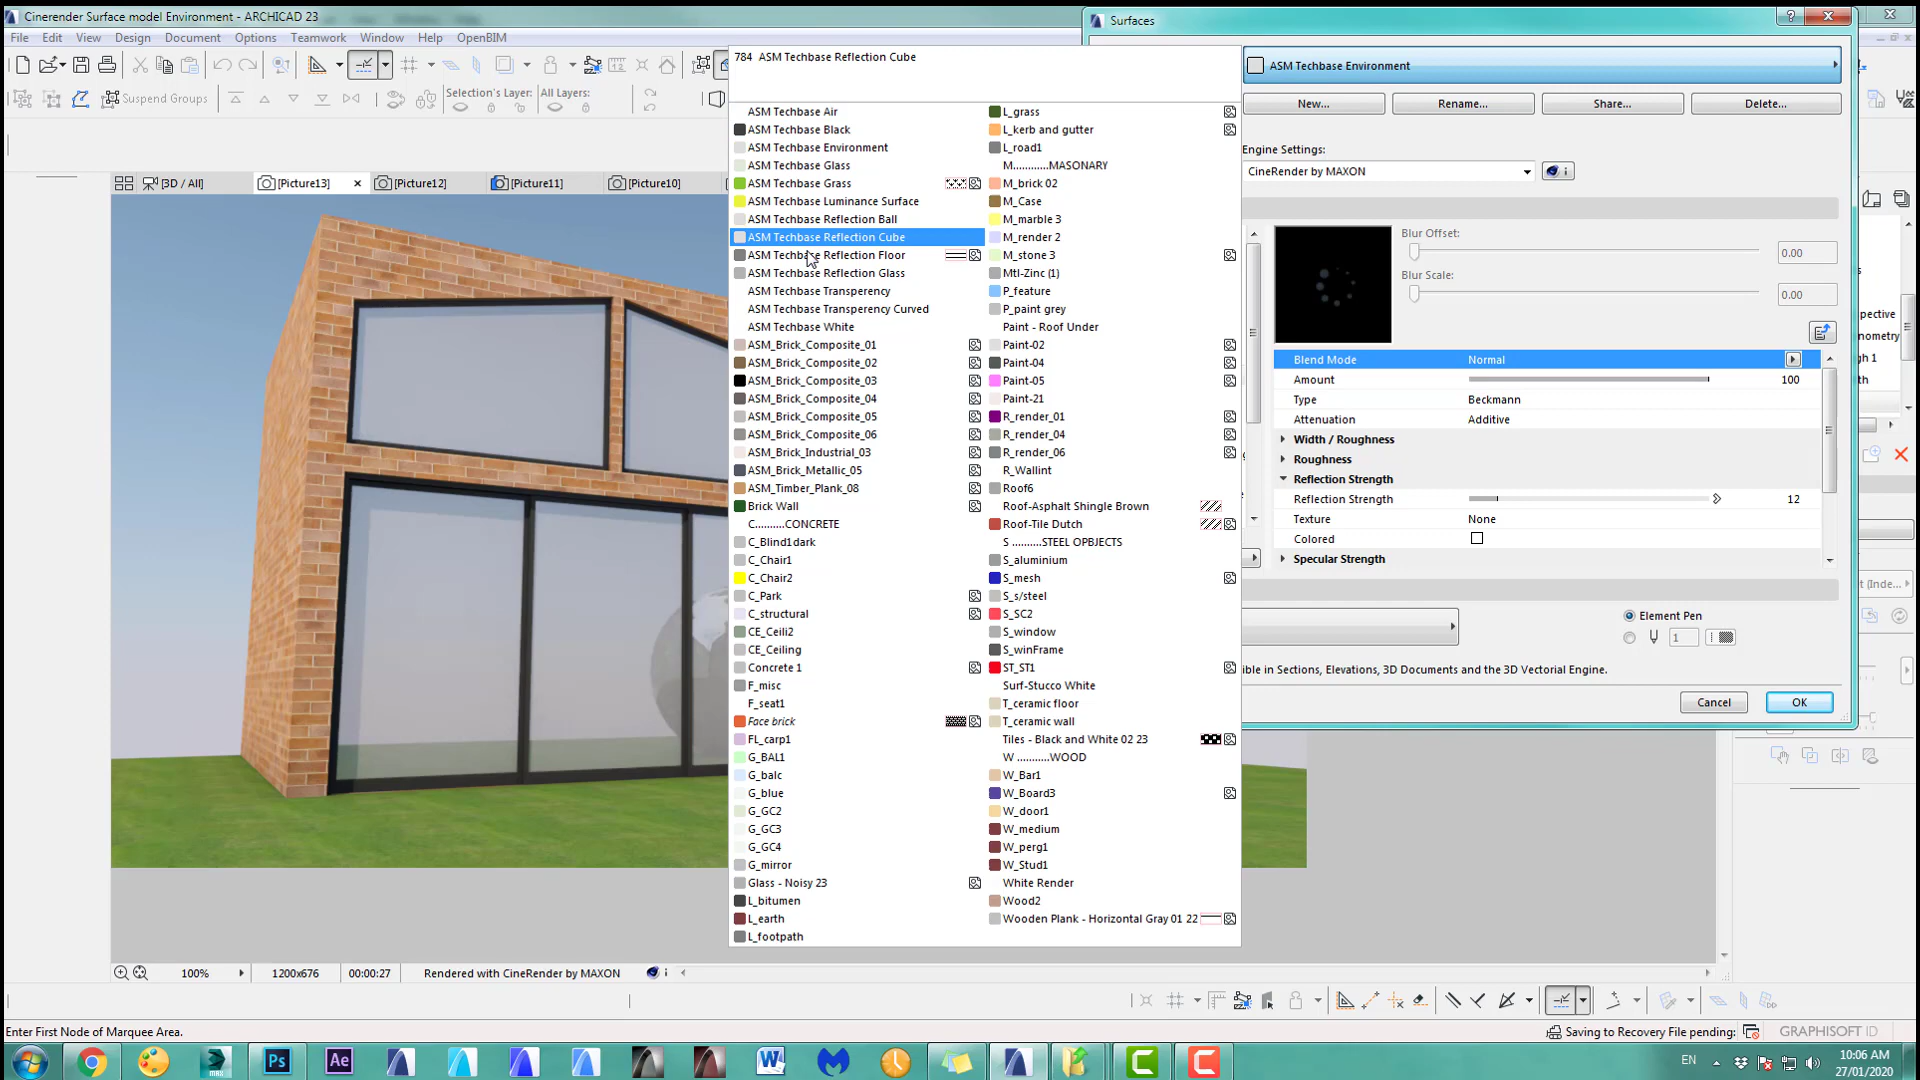 Cinerender Surface model Environment - ARCHICAD 23
File Edit View Design Document Options Teamwork Window Help OpenBIM
Suspend Groups
Selection's Layer:
All Layers:
[3D / All]
[Picture13]
[Picture12]
[Picture11]
[Picture10]
784 ASM Techbase Reflection Cube
ASM Techbase Air
ASM Techbase Black
ASM Techbase Environment
ASM Techbase Glass
ASM Techbase Grass
ASM Techbase Luminance Surface
ASM Techbase Reflection Ball
ASM Techbase Reflection Cube
ASM Techbase Reflection Floor
ASM Techbase Reflection Glass
ASM Techbase Transperency
ASM Techbase Transperency Curved
ASM Techbase White
ASM_Brick_Composite_01
ASM_Brick_Composite_02
ASM_Brick_Composite_03
ASM_Brick_Composite_04
ASM_Brick_Composite_05
ASM_Brick_Composite_06
ASM_Brick_Industrial_03
ASM_Brick_Metallic_05
ASM_Timber_Plank_08
Brick Wall
C..........CONCRETE
C_Blind1dark
C_Chair1
C_Chair2
C_Park
C_structural
CE_Ceili2
CE_Ceiling
Concrete 1
F_misc
F_seat1
Face brick
FL_carp1
G_BAL1
G_balc
G_blue
G_GC2
G_GC3
G_GC4
G_mirror
Glass - Noisy 23
L_bitumen
L_earth
L_footpath
L_grass
L_kerb and gutter
L_road1
M............MASONARY
M_brick 02
M_Case
M_marble 3
M_render 2
M_stone 3
Mtl-Zinc (1)
P_feature
P_paint grey
Paint - Roof Under
Paint-02
Paint-04
Paint-05
Paint-21
R_render_01
R_render_04
R_render_06
R_Wallint
Roof6
Roof-Asphalt Shingle Brown
Roof-Tile Dutch
S ..........STEEL OPBJECTS
S_aluminium
S_mesh
S_s/steel
S_SC2
S_window
S_winFrame
ST_ST1
Surf-Stucco White
T_ceramic floor
T_ceramic wall
Tiles - Black and White 02 23
W ...........WOOD
W_Bar1
W_Board3
W_door1
W_medium
W_perg1
W_Stud1
White Render
Wood2
Wooden Plank - Horizontal Gray 01 22
Surfaces
ASM Techbase Environment
New... Rename... Share... Delete...
Engine Settings:
CineRender by MAXON
Blur Offset:
0.00
Blur Scale:
0.00
Blend Mode Normal
Amount 100
Type Beckmann
Attenuation Additive
Width / Roughness
Roughness
Reflection Strength
Reflection Strength 12
Texture None
Colored
Specular Strength
Element Pen
1
ible in Sections, Elevations, 3D Documents and the 3D Vectorial Engine.
Cancel OK
spective
nometry
gh 1
th
t (Inde...
100% 1200x676 00:00:27 Rendered with CineRender by MAXON
Enter First Node of Marquee Area.
Saving to Recovery File pending:
GRAPHISOFT ID
Ps
Ae
EN
10:06 AM
27/01/2020